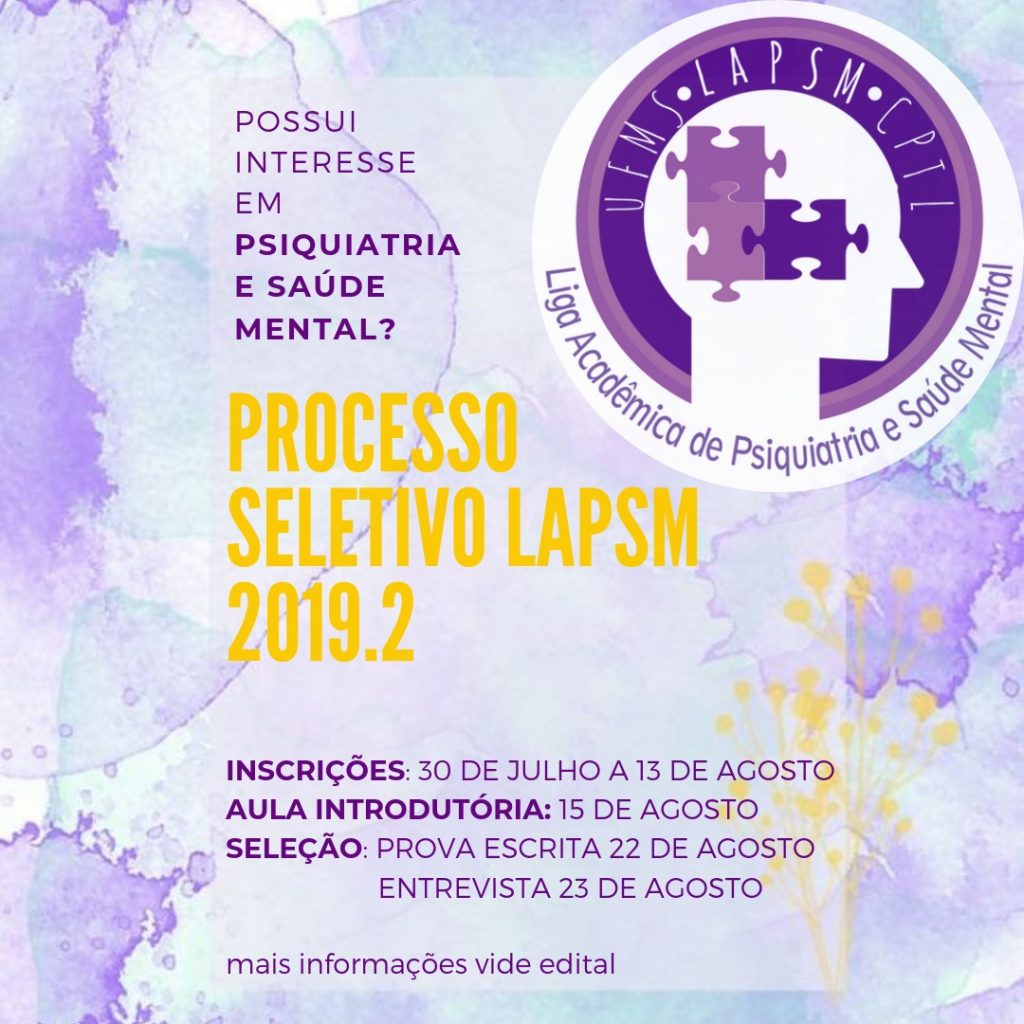 UFMS•LAPSM•CPTL
Liga Acadêmica de Psiquiatria e Saúde Mental
POSSUI
INTERESSE
EM
PSIQUIATRIA
E SAÚDE
MENTAL?
PROCESSO
SELETIVO LAPSM
2019.2
INSCRIÇÕES: 30 DE JULHO A 13 DE AGOSTO
AULA INTRODUTÓRIA: 15 DE AGOSTO
SELEÇÃO: PROVA ESCRITA 22 DE AGOSTO
ENTREVISTA 23 DE AGOSTO
mais informações vide edital